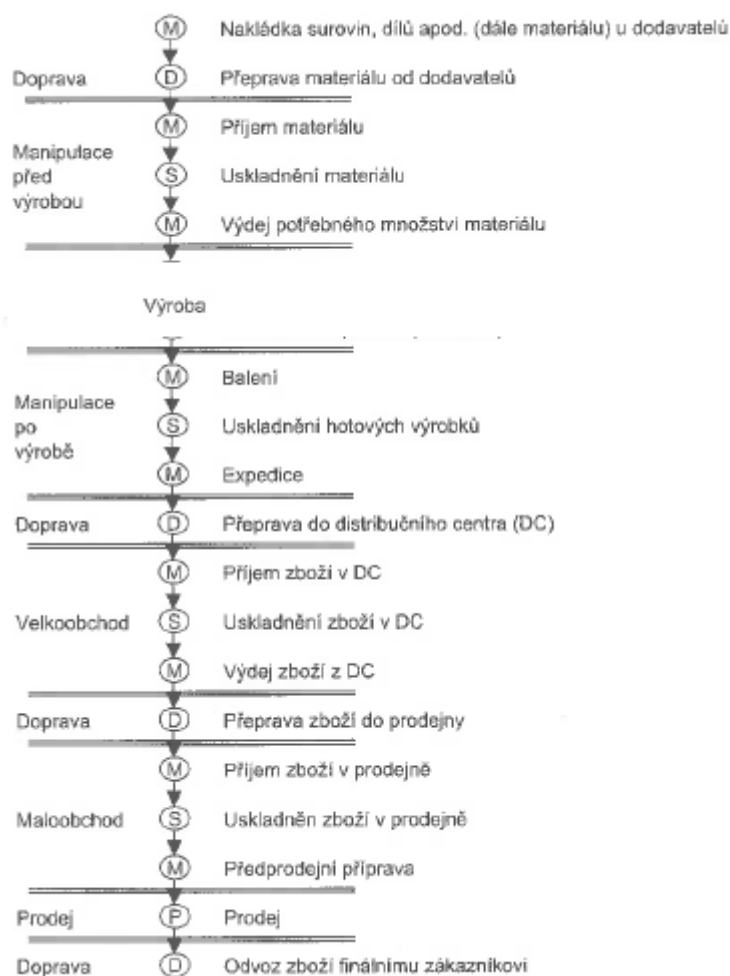 M Nakládka surovin, dílů apod. (dále materiálu) u dodavatelů
Doprava D Přeprava materiálu od dodavatelů
M Příjem materiálu
Manipulace
před S Uskladnění materiálu
výrobou
M Výdej potřebného množství materiálu
Výroba
M Balení
Manipulace
po S Uskladnění hotových výrobků
výrobě
M Expedice
Doprava D Přeprava do distribučního centra (DC)
M Příjem zboží v DC
Velkoobchod S Uskladnění zboží v DC
M Výdej zboží z DC
Doprava D Přeprava zboží do prodejny
M Příjem zboží v prodejně
Maloobchod S Uskladněn zboží v prodejně
M Předprodejní příprava
Prodej P Prodej
Doprava D Odvoz zboží finálnímu zákazníkovi